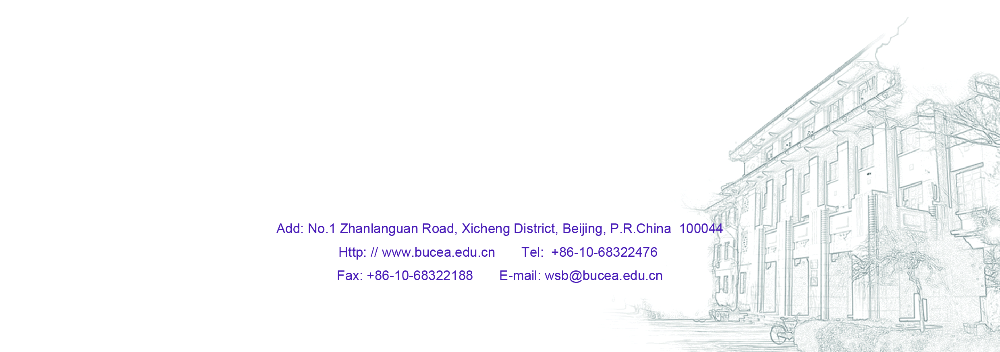 Add: No.1 Zhanlanguan Road, Xicheng District, Beijing, P.R.China  100044
Http: // www.bucea.edu.cn       Tel:  +86-10-68322476
Fax: +86-10-68322188       E-mail: wsb@bucea.edu.cn